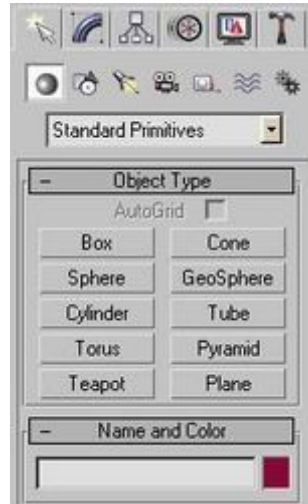 Standard Primitives
- Object Type
AutoGrid
Box Cone
Sphere GeoSphere
Cylinder Tube
Torus Pyramid
Teapot Plane
- Name and Color